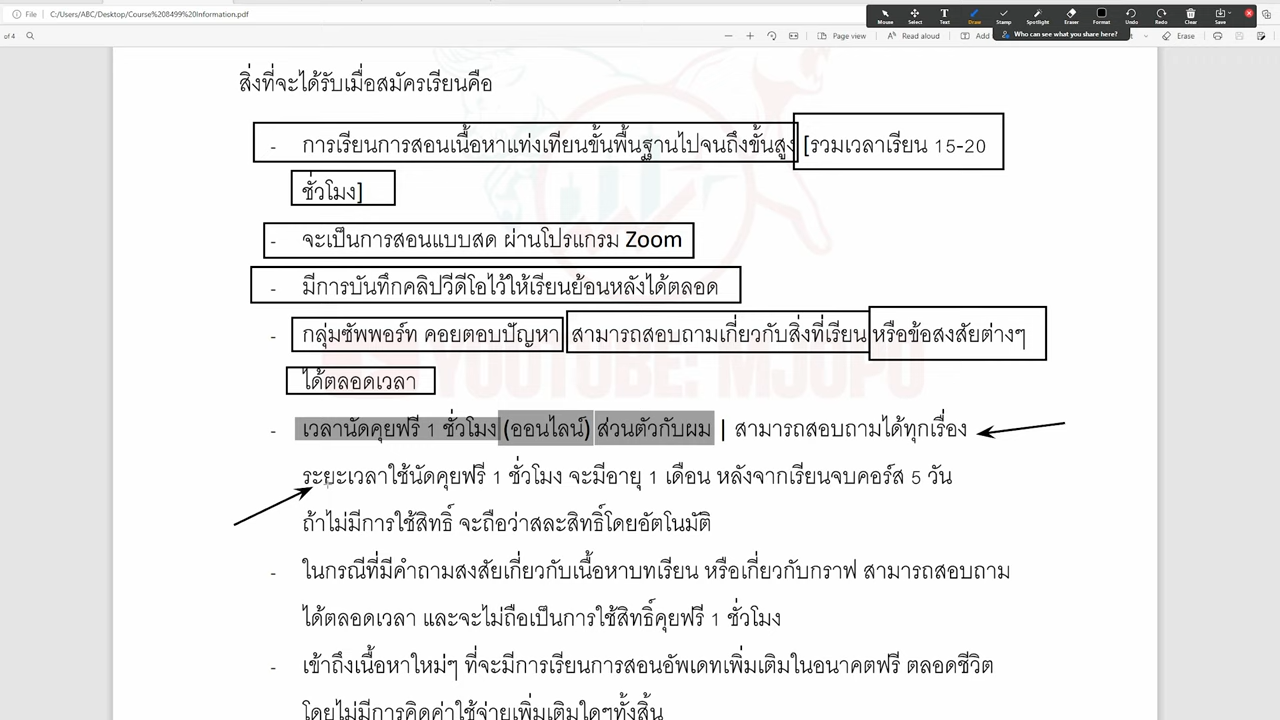 File
C:/Users/ABC/Desktop/Course%208499%20Information.pdf
Mouse Select Text Draw Stamp Spotlight Eraser Format Undo Redo Clear Save
Who can see what you share here?
of 4
Page view
Read aloud
Add
Erase
สิ่งที่จะได้รับเมื่อสมัครเรียนคือ
- การเรียนการสอนเนื้อหาแท่งเทียนขั้นพื้นฐานไปจนถึงขั้นสูง [รวมเวลาเรียน 15-20
ชั่วโมง]
- จะเป็นการสอนแบบสด ผ่านโปรแกรม Zoom
- มีการบันทึกคลิปวีดีโอไว้ให้เรียนย้อนหลังได้ตลอด
- กลุ่มซัพพอร์ท คอยตอบปัญหา สามารถสอบถามเกี่ยวกับสิ่งที่เรียน หรือข้อสงสัยต่างๆ
ได้ตลอดเวลา
YOUTUBE: MJOPU
- เวลานัดคุยฟรี 1 ชั่วโมง (ออนไลน์) ส่วนตัวกับผม | สามารถสอบถามได้ทุกเรื่อง
ระยะเวลาใช้นัดคุยฟรี 1 ชั่วโมง จะมีอายุ 1 เดือน หลังจากเรียนจบคอร์ส 5 วัน
ถ้าไม่มีการใช้สิทธิ์ จะถือว่าสละสิทธิ์โดยอัตโนมัติ
- ในกรณีที่มีคำถามสงสัยเกี่ยวกับเนื้อหาบทเรียน หรือเกี่ยวกับกราฟ สามารถสอบถาม
ได้ตลอดเวลา และจะไม่ถือเป็นการใช้สิทธิ์คุยฟรี 1 ชั่วโมง
- เข้าถึงเนื้อหาใหม่ๆ ที่จะมีการเรียนการสอนอัพเดทเพิ่มเติมในอนาคตฟรี ตลอดชีวิต
โดยไม่มีการคิดค่าใช้จ่ายเพิ่มเติมใดๆทั้งสิ้น